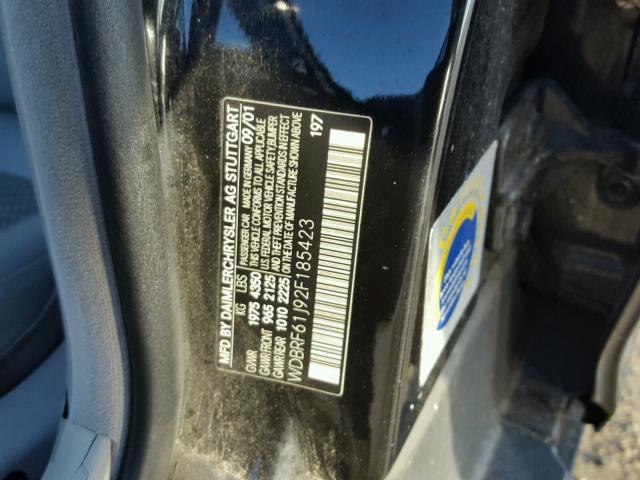 MFD BY DAIMLERCHRYSLER AG STUTTGART
PASSENGER CAR MADE IN GERMANY 09/01
KG LBS
GVWR 1975 4350
GAWR FRONT 965 2125
GAWR REAR 1010 2225
THIS VEHICLE CONFORMS TO ALL APPLICABLE
U.S. FEDERAL MOTOR VEHICLE SAFETY, BUMPER
AND THEFT PREVENTION STANDARDS IN EFFECT
ON THE DATE OF MANUFACTURE SHOWN ABOVE
WDBRF61J92F185423
197